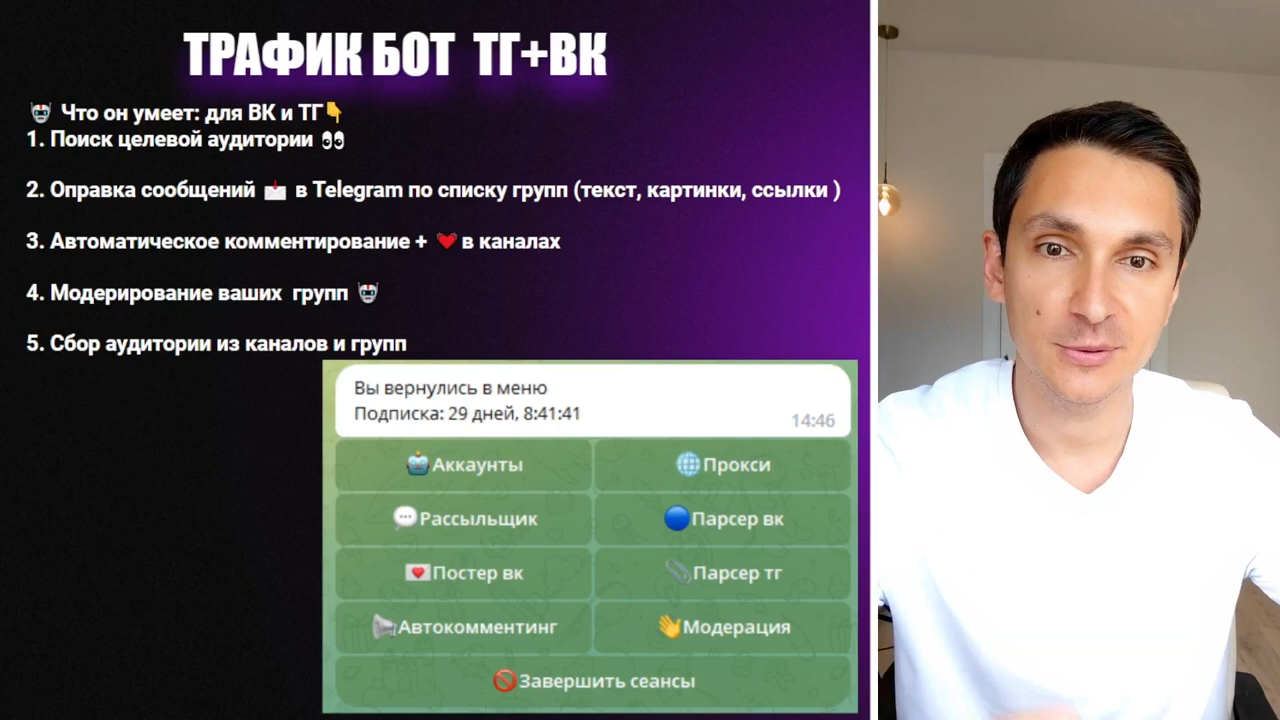 ТРАФИК БОТ ТГ+ВК
Что он умеет: для ВК и ТГ👇
1. Поиск целевой аудитории 👀
2. Оправка сообщений 📩 в Telegram по списку групп (текст, картинки, ссылки )
3. Автоматическое комментирование + ❤️ в каналах
4. Модерирование ваших групп 🤖
5. Сбор аудитории из каналов и групп
Вы вернулись в меню
Подписка: 29 дней, 8:41:41
14:46
🤖Аккаунты
🌐Прокси
💬Рассыльщик
🔵Парсер вк
💌Постер вк
📎Парсер тг
📢Автокомментинг
👋Модерация
🚫Завершить сеансы